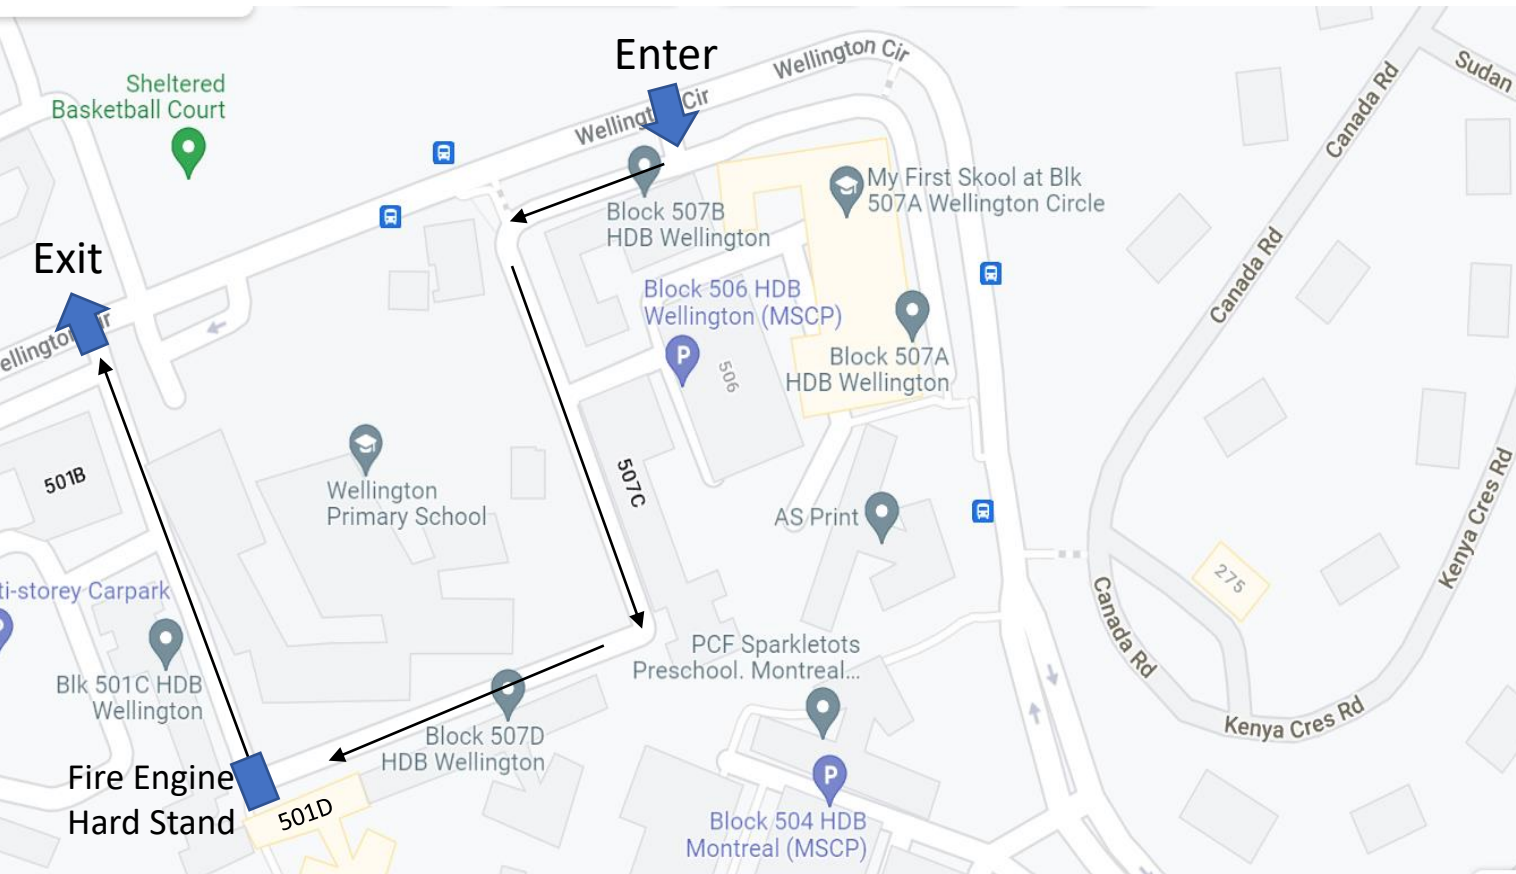 Enter
Wellington Cir
Wellingt
Cir
Sheltered
Basketball Court
Canada Rd
Sudan
My First Skool at Blk
507A Wellington Circle
Block 507B
HDB Wellington
Exit
Canada Rd
Block 506 HDB
Wellington (MSCP)
ellingto
ir
506
Block 507A
HDB Wellington
501B
507C
Wellington
Primary School
AS Print
Kenya Cres Rd
275
ti-storey Carpark
Canada Rd
PCF Sparkletots
Preschool. Montreal...
Blk 501C HDB
Wellington
Kenya Cres Rd
Block 507D
HDB Wellington
Fire Engine
Hard Stand
501D
Block 504 HDB
Montreal (MSCP)
P
P